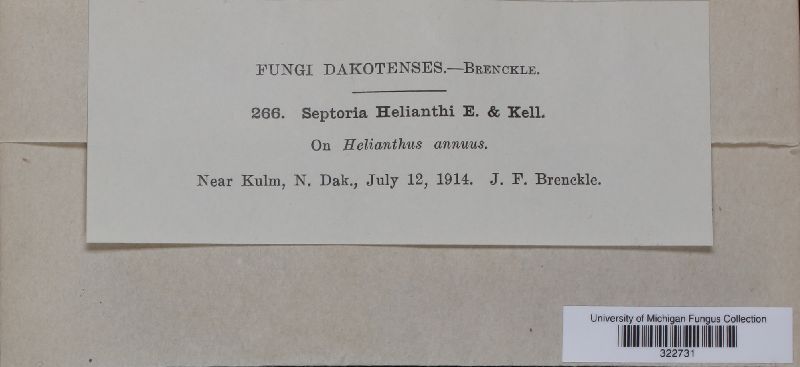 FUNGI DAKOTENSES.—BRENCKLE.
266. Septoria Helianthi E. & Kell.
On Helianthus annuus.
Near Kulm, N. Dak., July 12, 1914. J. F. Brenckle.
University of Michigan Fungus Collection
322731